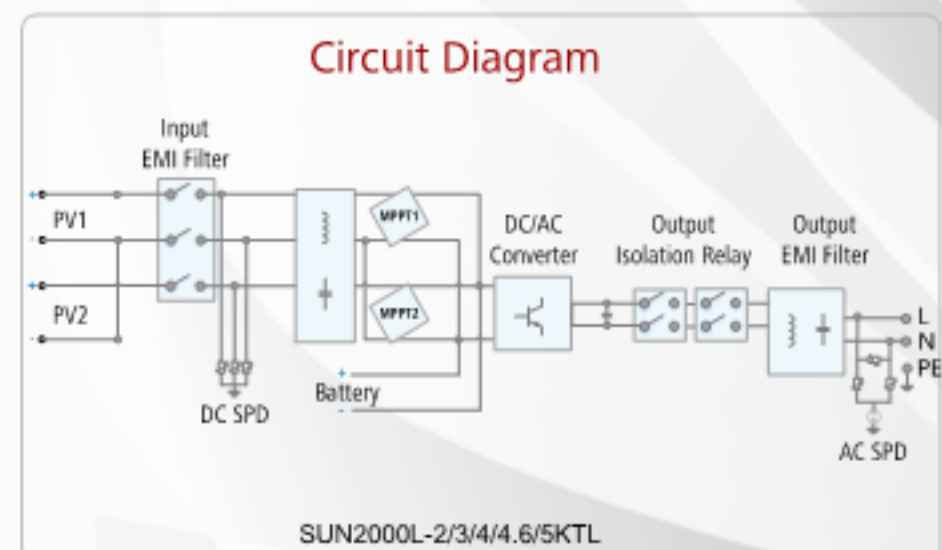 Circuit Diagram
Input
EMI Filter
+
PV1
-
+
PV2
-
DC SPD
MPPT1
MPPT2
+
Battery
-
DC/AC
Converter
Output
Isolation Relay
Output
EMI Filter
L
N
PE
AC SPD
SUN2000L-2/3/4/4.6/5KTL